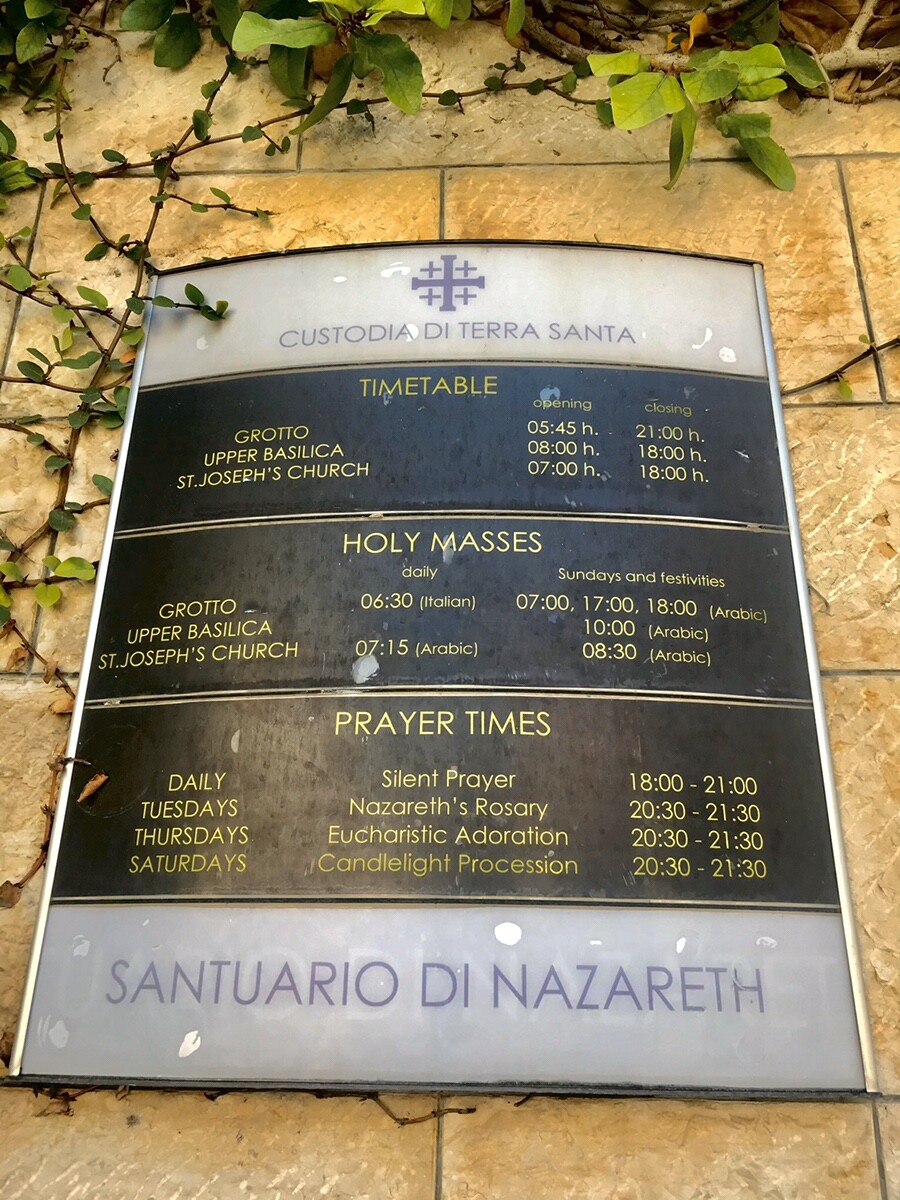 CUSTODIA DI TERRA SANTA
TIMETABLE
opening closing
GROTTO 05:45 h. 21:00 h.
UPPER BASILICA 08:00 h. 18:00 h.
ST.JOSEPH'S CHURCH 07:00 h. 18:00 h.
HOLY MASSES
daily Sundays and festivities
GROTTO 06:30 (Italian) 07:00, 17:00, 18:00 (Arabic)
UPPER BASILICA 10:00 (Arabic)
ST.JOSEPH'S CHURCH 07:15 (Arabic) 08:30 (Arabic)
PRAYER TIMES
DAILY Silent Prayer 18:00 - 21:00
TUESDAYS Nazareth's Rosary 20:30 - 21:30
THURSDAYS Eucharistic Adoration 20:30 - 21:30
SATURDAYS Candlelight Procession 20:30 - 21:30
SANTUARIO DI NAZARETH